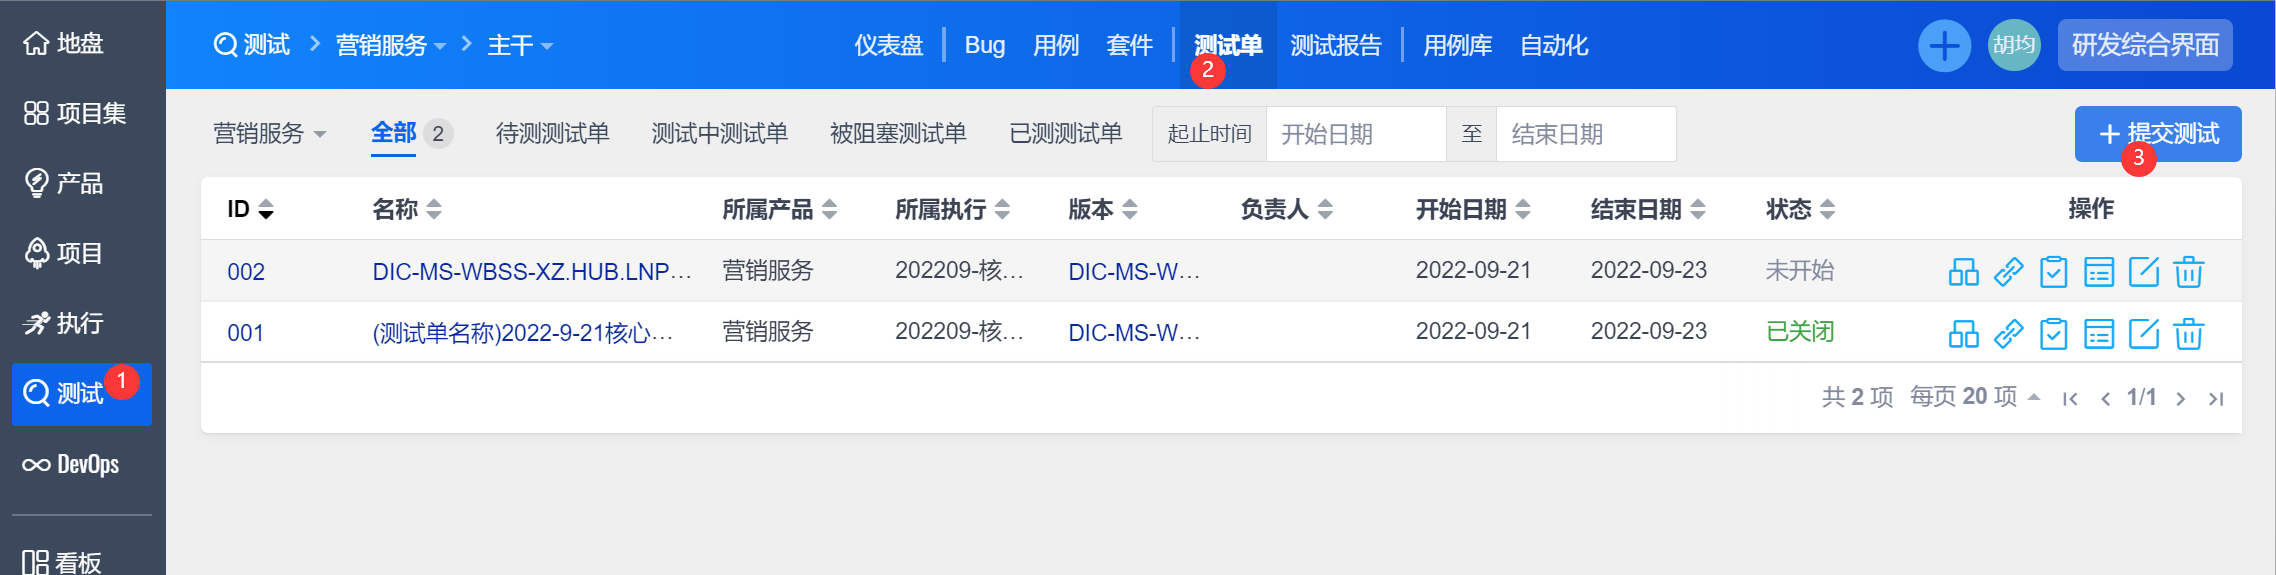 地盘
项目集
产品
项目
执行
测试 1
DevOps
看板
测试 营销服务 主干 仪表盘 Bug 用例 套件 测试单 测试报告 用例库 自动化 胡均 研发综合界面
2
营销服务 全部 2 待测测试单 测试中测试单 被阻塞测试单 已测测试单 起止时间 开始日期 至 结束日期 提交测试
3
ID 名称 所属产品 所属执行 版本 负责人 开始日期 结束日期 状态 操作
002 DIC-MS-WBSS-XZ.HUB.LNP... 营销服务 202209-核... DIC-MS-W... 2022-09-21 2022-09-23 未开始
001 (测试单名称)2022-9-21核心... 营销服务 202209-核... DIC-MS-W... 2022-09-21 2022-09-23 已关闭
共 2 项 每页 20 项 1/1